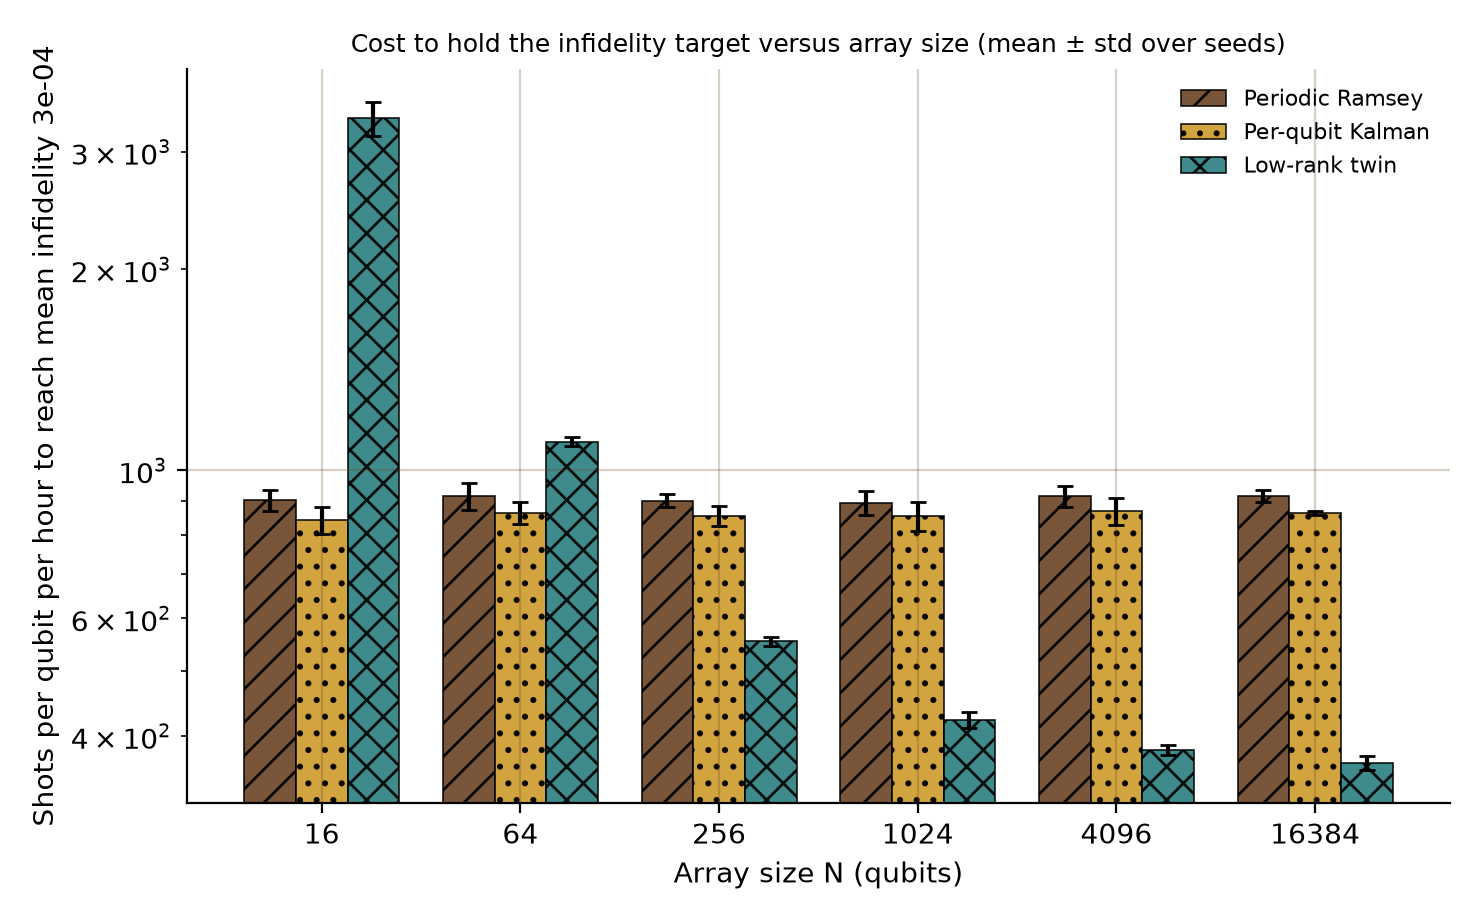 Cost to hold the infidelity target versus array size (mean ± std over seeds)
Shots per qubit per hour to reach mean infidelity 3e-04
3 × 10³
2 × 10³
10³
6 × 10²
4 × 10²
Periodic Ramsey
Per-qubit Kalman
Low-rank twin
16 64 256 1024 4096 16384
Array size N (qubits)